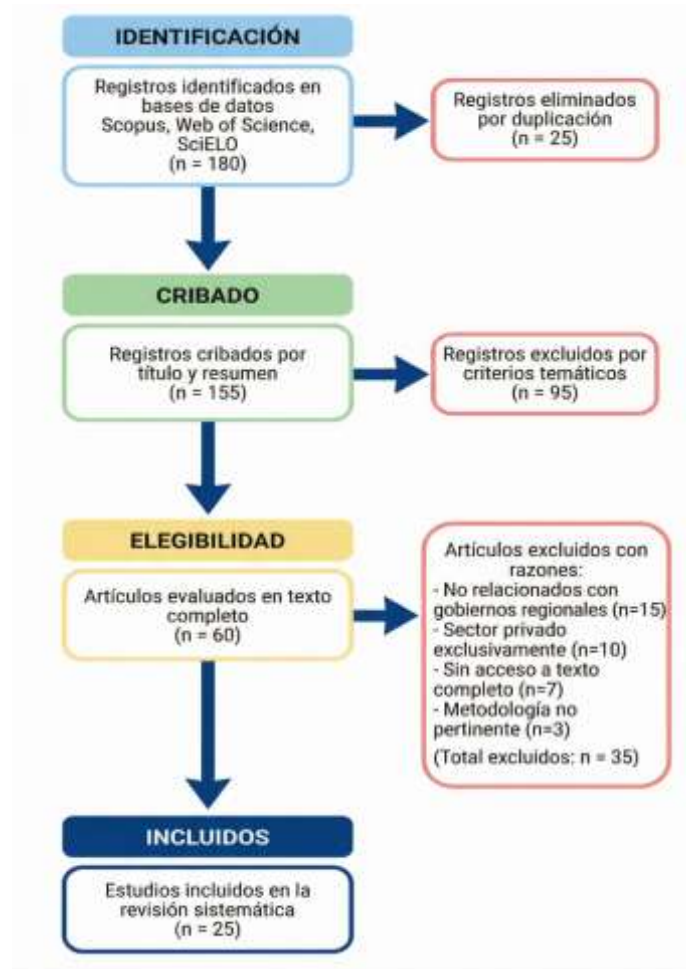 IDENTIFICACIÓN
Registros identificados en
bases de datos
Scopus, Web of Science,
SciELO
(n = 180)
Registros eliminados
por duplicación
(n = 25)
CRIBADO
Registros cribados por
título y resumen
(n = 155)
Registros excluidos por
criterios temáticos
(n = 95)
ELEGIBILIDAD
Artículos evaluados en texto
completo
(n = 60)
Artículos excluidos con
razones:
- No relacionados con
gobiernos regionales (n=15)
- Sector privado
exclusivamente (n=10)
- Sin acceso a texto
completo (n=7)
- Metodología no
pertinente (n=3)
(Total excluidos: n = 35)
INCLUIDOS
Estudios incluidos en la
revisión sistemática
(n = 25)